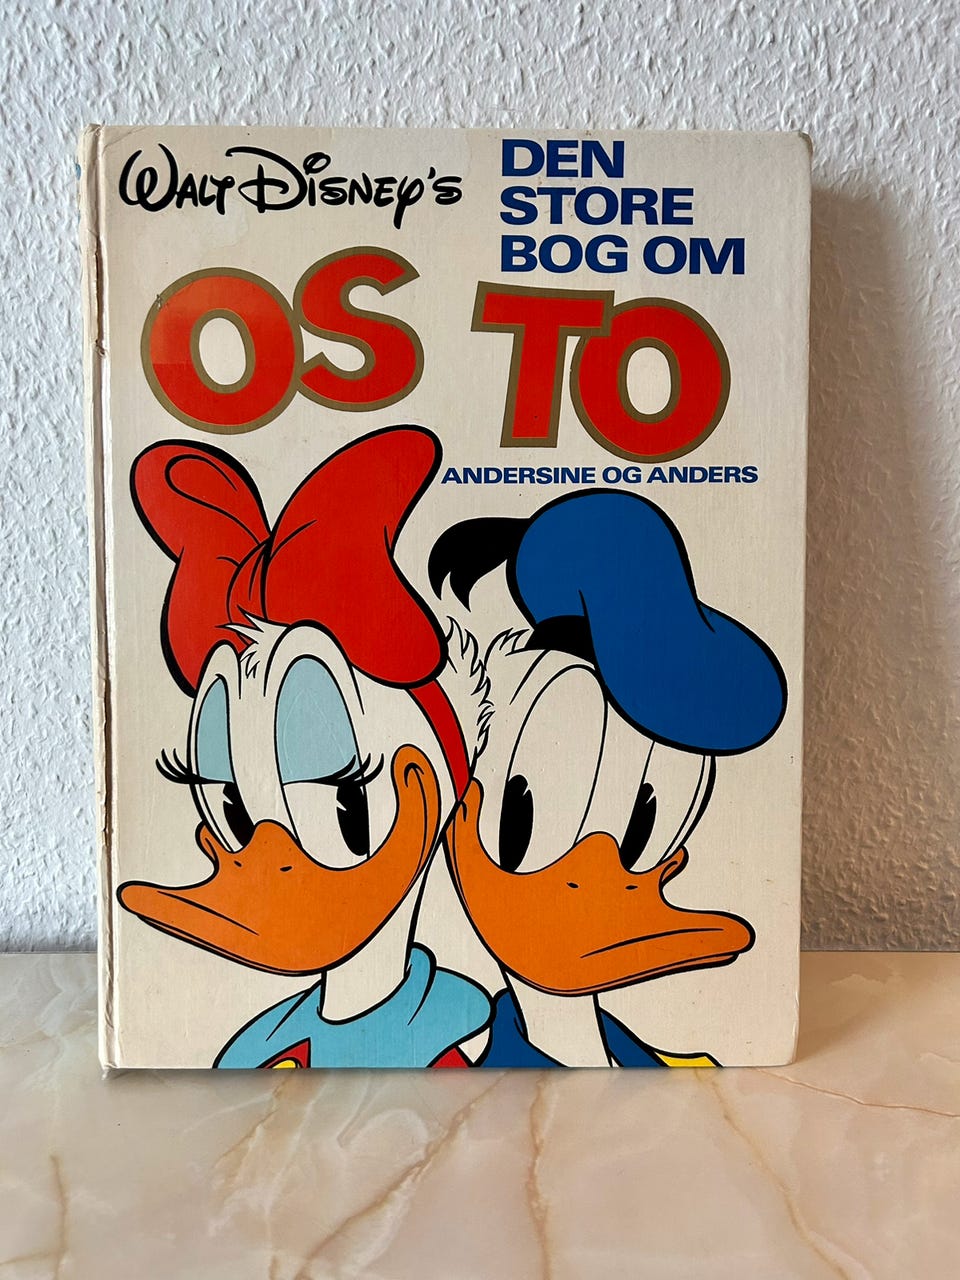 WALT DISNEY'S
DEN
STORE
BOG OM
OS TO
ANDERSINE OG ANDERS